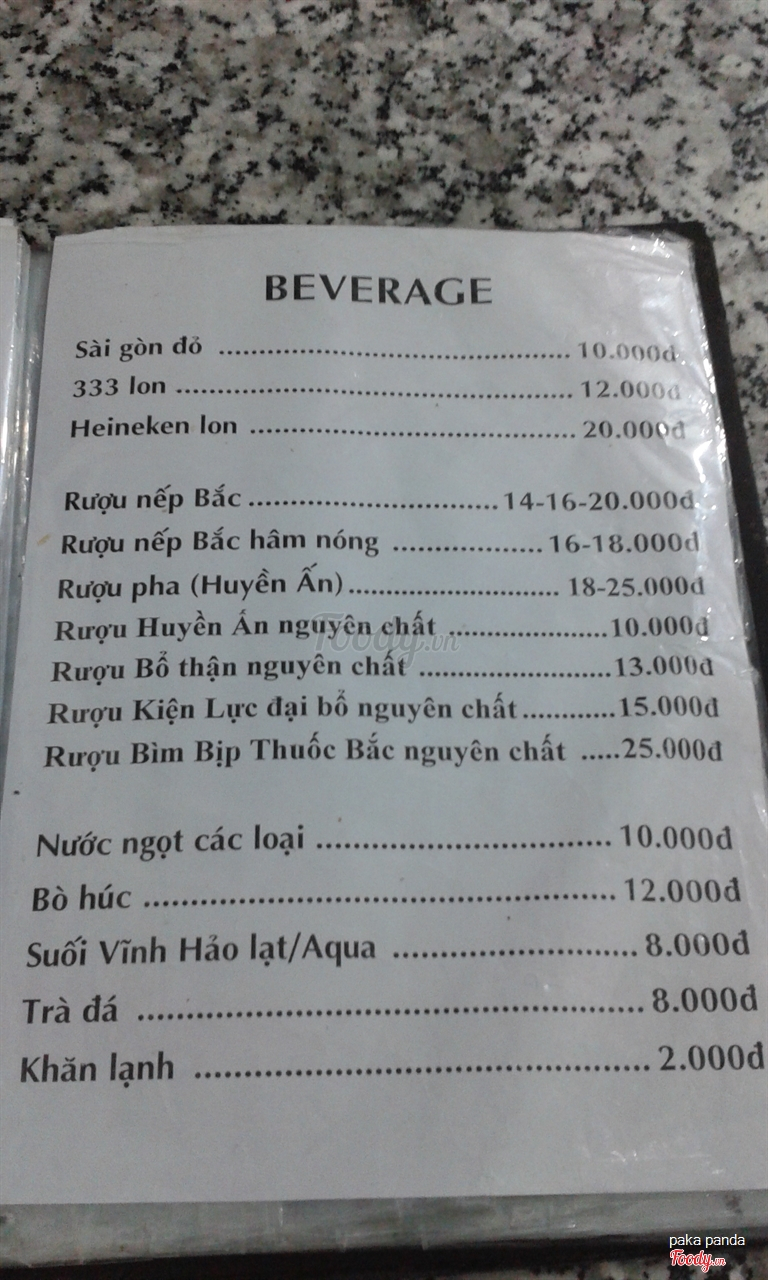 BEVERAGE
Sài gòn đỏ ........................................ 10.000đ
333 lon ............................................. 12.000đ
Heineken lon ..................................... 20.000đ
Rượu nếp Bắc ............................. 14-16-20.000đ
Rượu nếp Bắc hâm nóng ................. 16-18.000đ
Rượu pha (Huyền Ấn) ........................ 18-25.000đ
Rượu Huyền Ấn nguyên chất ..................... 10.000đ
Rượu Bổ thận nguyên chất ......................... 13.000đ
Rượu Kiện Lực đại bổ nguyên chất ............ 15.000đ
Rượu Bìm Bịp Thuốc Bắc nguyên chất ..... 25.000đ
Nước ngọt các loại ................................ 10.000đ
Bò húc ................................................ 12.000đ
Suối Vĩnh Hảo lạt/Aqua ......................... 8.000đ
Trà đá .................................................. 8.000đ
Khăn lạnh ............................................. 2.000đ
Foody.vn
paka panda
Foody.vn